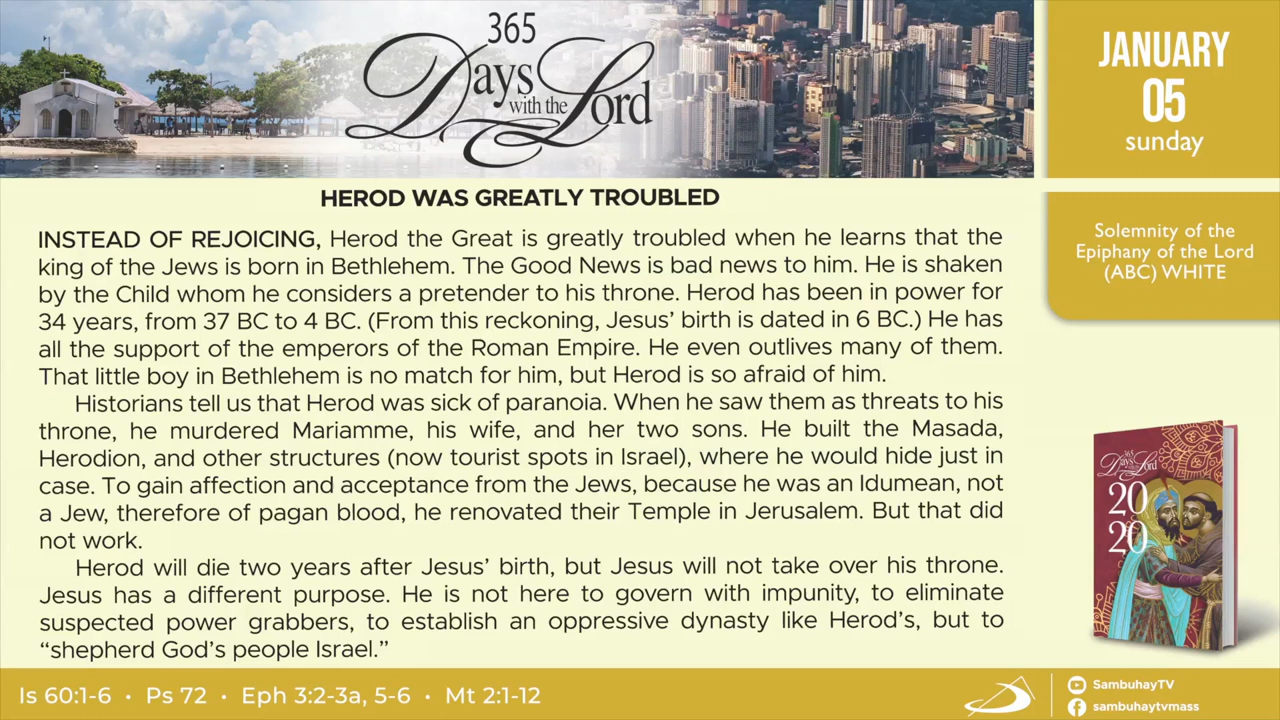 365
Days with the Lord
JANUARY
05
sunday
Solemnity of the
Epiphany of the Lord
(ABC) WHITE
HEROD WAS GREATLY TROUBLED
INSTEAD OF REJOICING, Herod the Great is greatly troubled when he learns that the
king of the Jews is born in Bethlehem. The Good News is bad news to him. He is shaken
by the Child whom he considers a pretender to his throne. Herod has been in power for
34 years, from 37 BC to 4 BC. (From this reckoning, Jesus’ birth is dated in 6 BC.) He has
all the support of the emperors of the Roman Empire. He even outlives many of them.
That little boy in Bethlehem is no match for him, but Herod is so afraid of him.
Historians tell us that Herod was sick of paranoia. When he saw them as threats to his
throne, he murdered Mariamme, his wife, and her two sons. He built the Masada,
Herodion, and other structures (now tourist spots in Israel), where he would hide just in
case. To gain affection and acceptance from the Jews, because he was an Idumean, not
a Jew, therefore of pagan blood, he renovated their Temple in Jerusalem. But that did
not work.
Herod will die two years after Jesus’ birth, but Jesus will not take over his throne.
Jesus has a different purpose. He is not here to govern with impunity, to eliminate
suspected power grabbers, to establish an oppressive dynasty like Herod’s, but to
“shepherd God’s people Israel.”
365
Days with the Lord
20
20
Is 60:1-6 • Ps 72 • Eph 3:2-3a, 5-6 • Mt 2:1-12
SambuhayTV
sambuhaytvmass